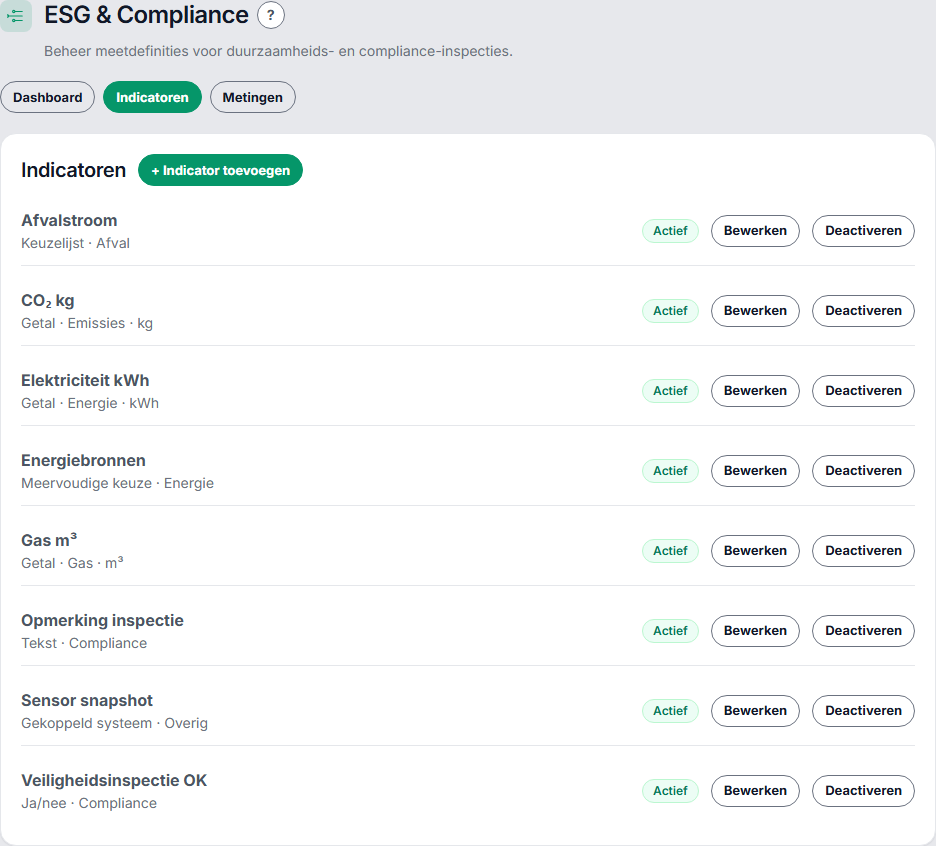 ESG & Compliance ?
Beheer meetdefinities voor duurzaamheids- en compliance-inspecties.
Dashboard Indicatoren Metingen
Indicatoren + Indicator toevoegen
Afvalstroom
Keuzelijst · Afval
Actief Bewerken Deactiveren
CO₂ kg
Getal · Emissies · kg
Actief Bewerken Deactiveren
Elektriciteit kWh
Getal · Energie · kWh
Actief Bewerken Deactiveren
Energiebronnen
Meervoudige keuze · Energie
Actief Bewerken Deactiveren
Gas m³
Getal · Gas · m³
Actief Bewerken Deactiveren
Opmerking inspectie
Tekst · Compliance
Actief Bewerken Deactiveren
Sensor snapshot
Gekoppeld systeem · Overig
Actief Bewerken Deactiveren
Veiligheidsinspectie OK
Ja/nee · Compliance
Actief Bewerken Deactiveren